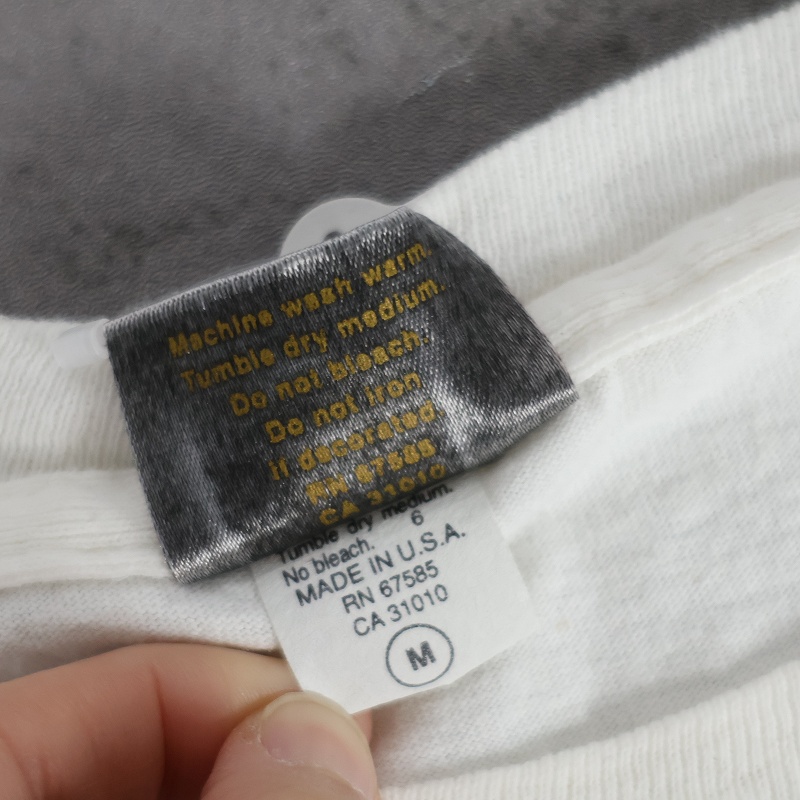 Machine wash warm.
Tumble dry medium.
Do not bleach.
Do not iron
if decorated.
RN 67585
CA 31010
Tumble dry medium.
6
No bleach.
MADE IN U.S.A.
RN 67585
CA 31010
M